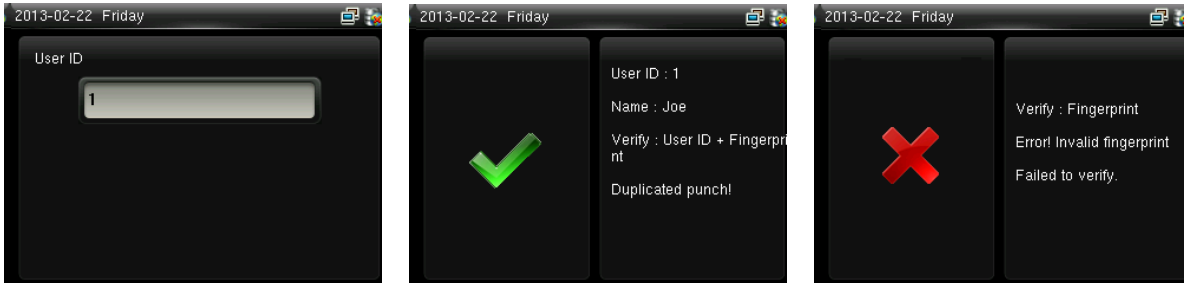 2013-02-22 Friday
User ID
1
2013-02-22 Friday
User ID : 1
Name : Joe
Verify : User ID + Fingerpri
nt
Duplicated punch!
2013-02-22 Friday
Verify : Fingerprint
Error! Invalid fingerprint
Failed to verify.